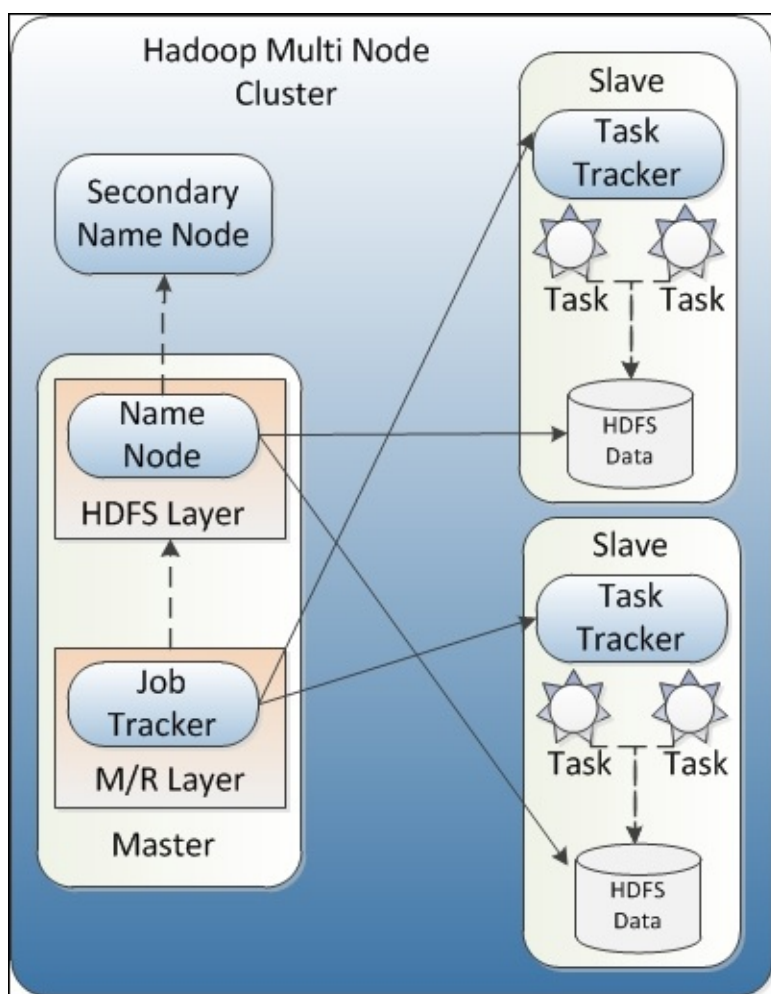 Hadoop Multi Node
Cluster
Secondary
Name Node
Name
Node
HDFS Layer
Job
Tracker
M/R Layer
Master
Slave
Task
Tracker
Task
Task
HDFS
Data
Slave
Task
Tracker
Task
Task
HDFS
Data